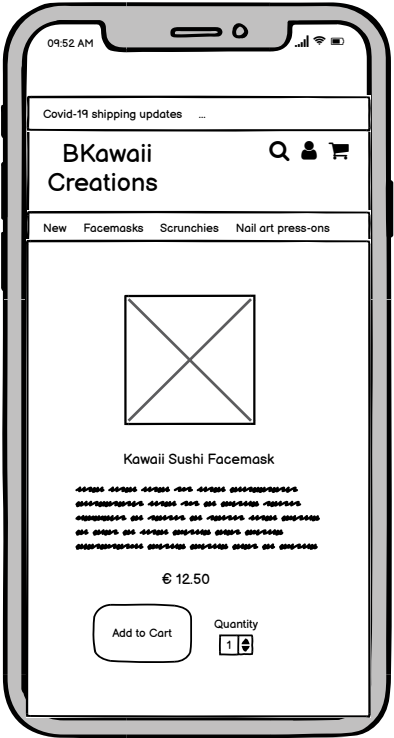 09:52 AM
Covid-19 shipping updates ...
BKawaii
Creations
New Facemasks Scrunchies Nail art press-ons
Kawaii Sushi Facemask
€ 12.50
Quantity
Add to Cart 1